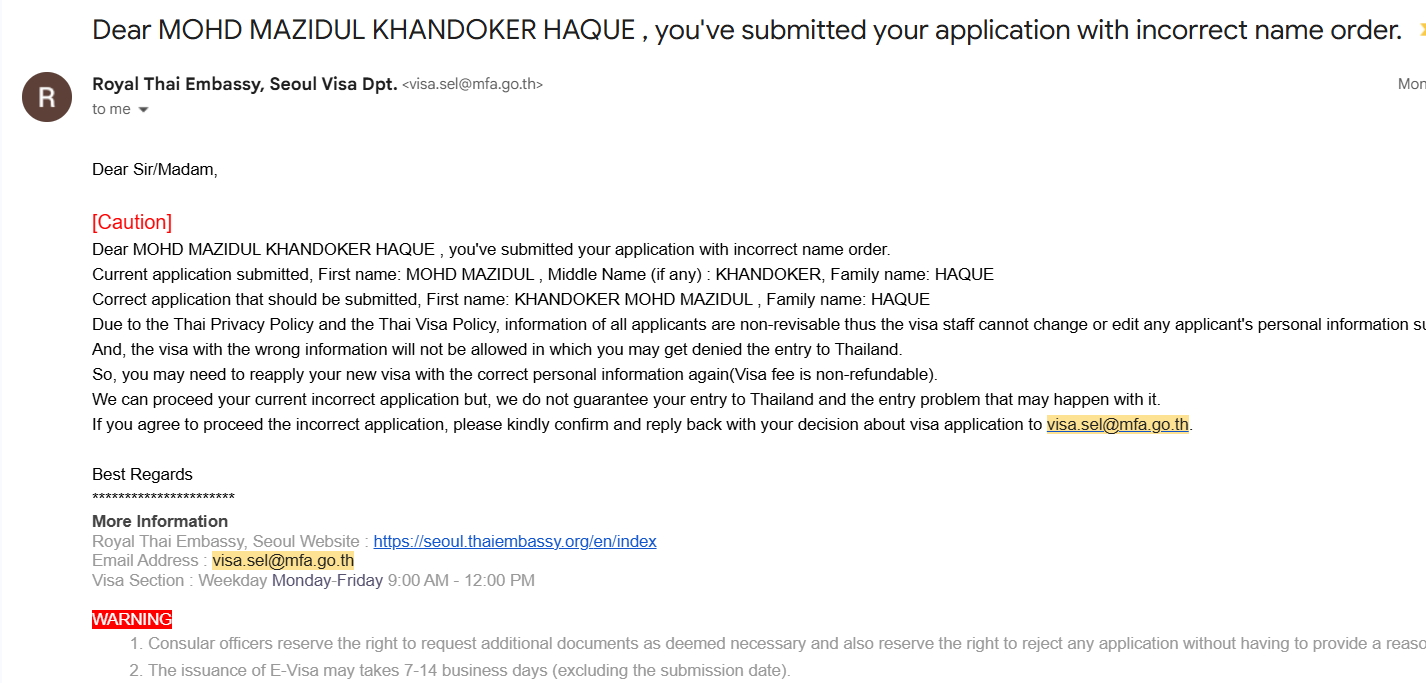 Dear MOHD MAZIDUL KHANDOKER HAQUE , you've submitted your application with incorrect name order.
R
Royal Thai Embassy, Seoul Visa Dpt. <visa.sel@mfa.go.th>
Mon
to me
Dear Sir/Madam,
[Caution]
Dear MOHD MAZIDUL KHANDOKER HAQUE , you've submitted your application with incorrect name order.
Current application submitted, First name: MOHD MAZIDUL , Middle Name (if any) : KHANDOKER, Family name: HAQUE
Correct application that should be submitted, First name: KHANDOKER MOHD MAZIDUL , Family name: HAQUE
Due to the Thai Privacy Policy and the Thai Visa Policy, information of all applicants are non-revisable thus the visa staff cannot change or edit any applicant's personal information
And, the visa with the wrong information will not be allowed in which you may get denied the entry to Thailand.
So, you may need to reapply your new visa with the correct personal information again(Visa fee is non-refundable).
We can proceed your current incorrect application but, we do not guarantee your entry to Thailand and the entry problem that may happen with it.
If you agree to proceed the incorrect application, please kindly confirm and reply back with your decision about visa application to visa.sel@mfa.go.th.
Best Regards
**********************
More Information
Royal Thai Embassy, Seoul Website : https://seoul.thaiembassy.org/en/index
Email Address : visa.sel@mfa.go.th
Visa Section : Weekday Monday-Friday 9:00 AM - 12:00 PM
WARNING
1. Consular officers reserve the right to request additional documents as deemed necessary and also reserve the right to reject any application without having to provide a
2. The issuance of E-Visa may takes 7-14 business days (excluding the submission date).